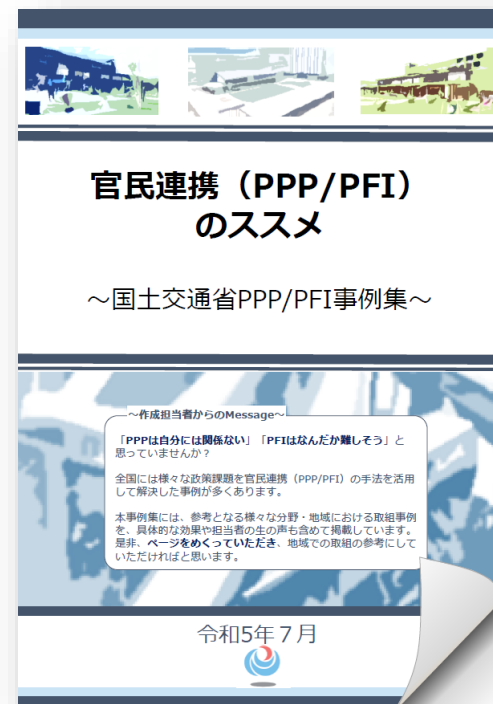 官民連携（PPP/PFI）
のススメ
～国土交通省PPP/PFI事例集～
～作成担当者からのMessage～
「PPPは自分には関係ない」「PFIはなんだか難しそう」と
思っていませんか？
全国には様々な政策課題を官民連携（PPP/PFI）の手法を活用
して解決した事例が多くあります。
本事例集には、参考となる様々な分野・地域における取組事例
を、具体的な効果や担当者の生の声も含めて掲載しています。
是非、ページをめくっていただき、地域での取組の参考にして
いただければと思います。
令和5年７月